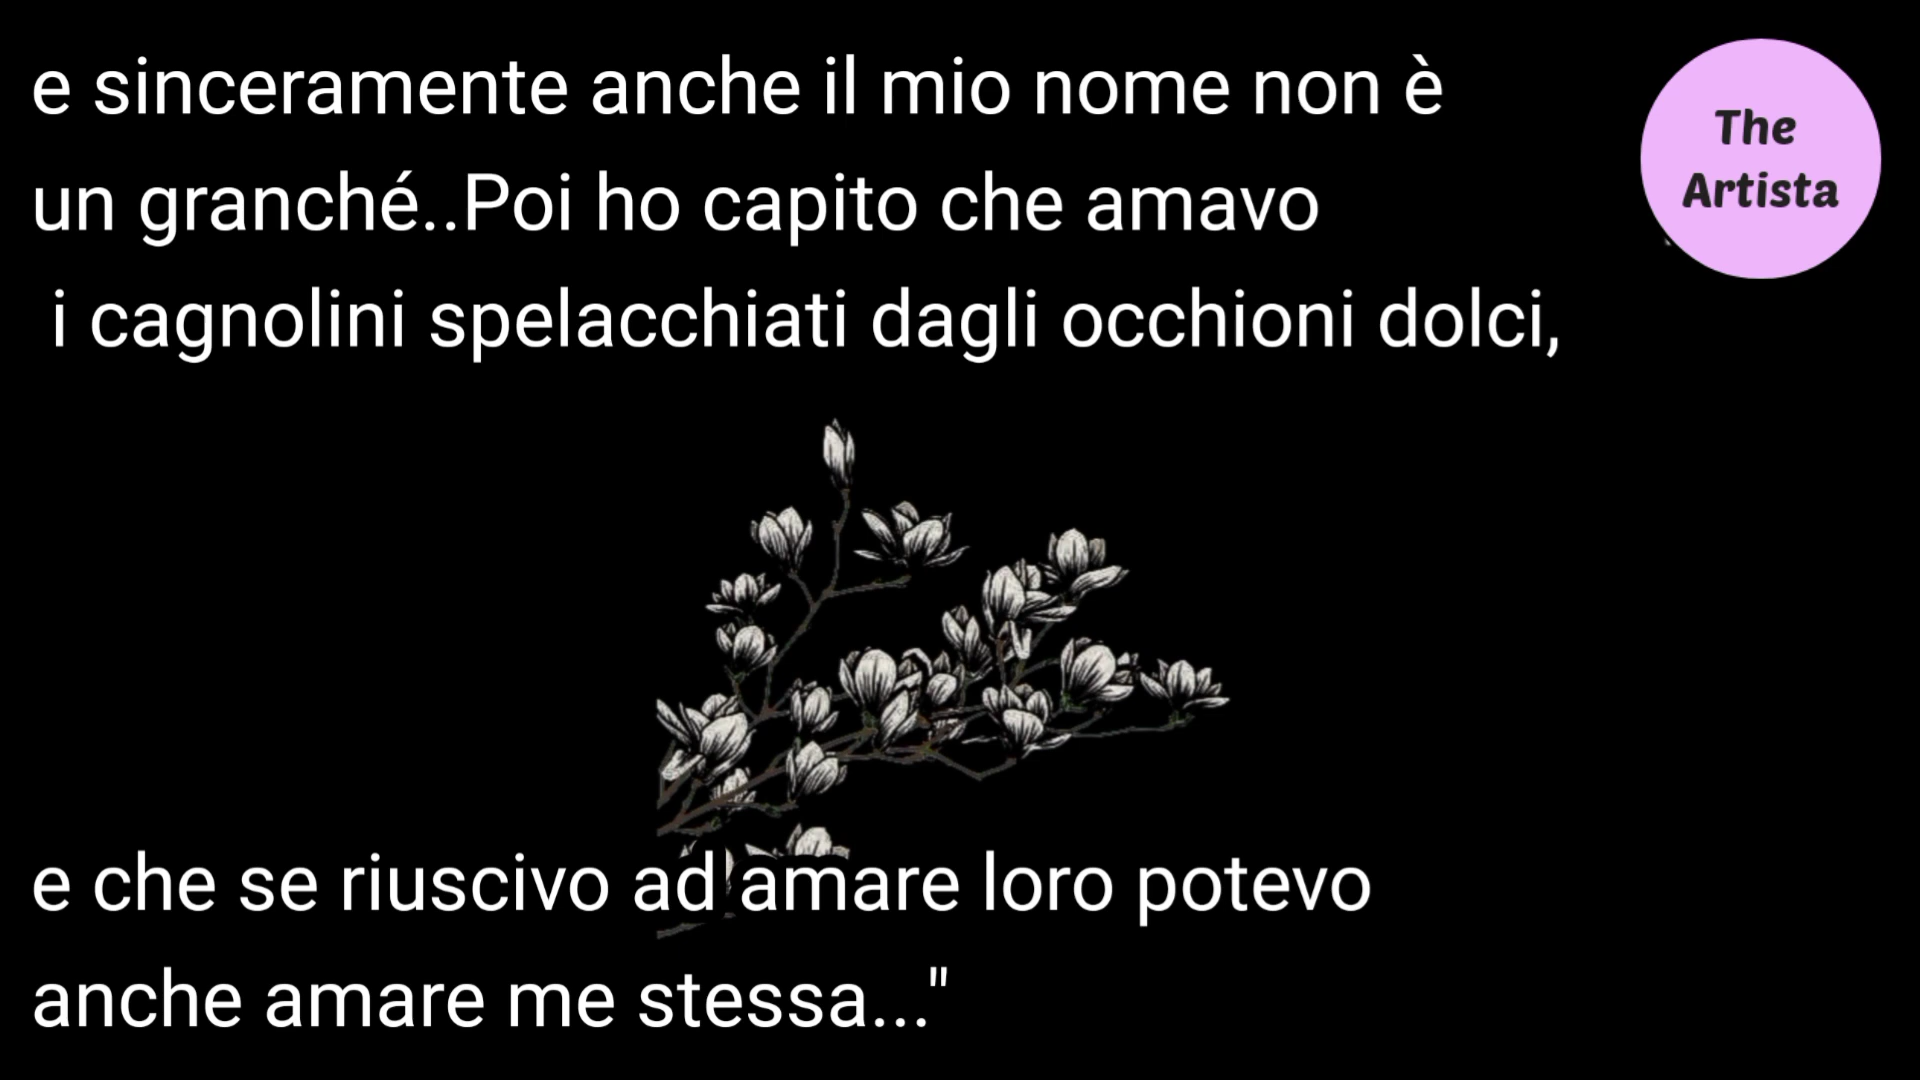 e sinceramente anche il mio nome non è
un granché..Poi ho capito che amavo
i cagnolini spelacchiati dagli occhioni dolci,
e che se riuscivo ad amare loro potevo
anche amare me stessa..."
The
Artista